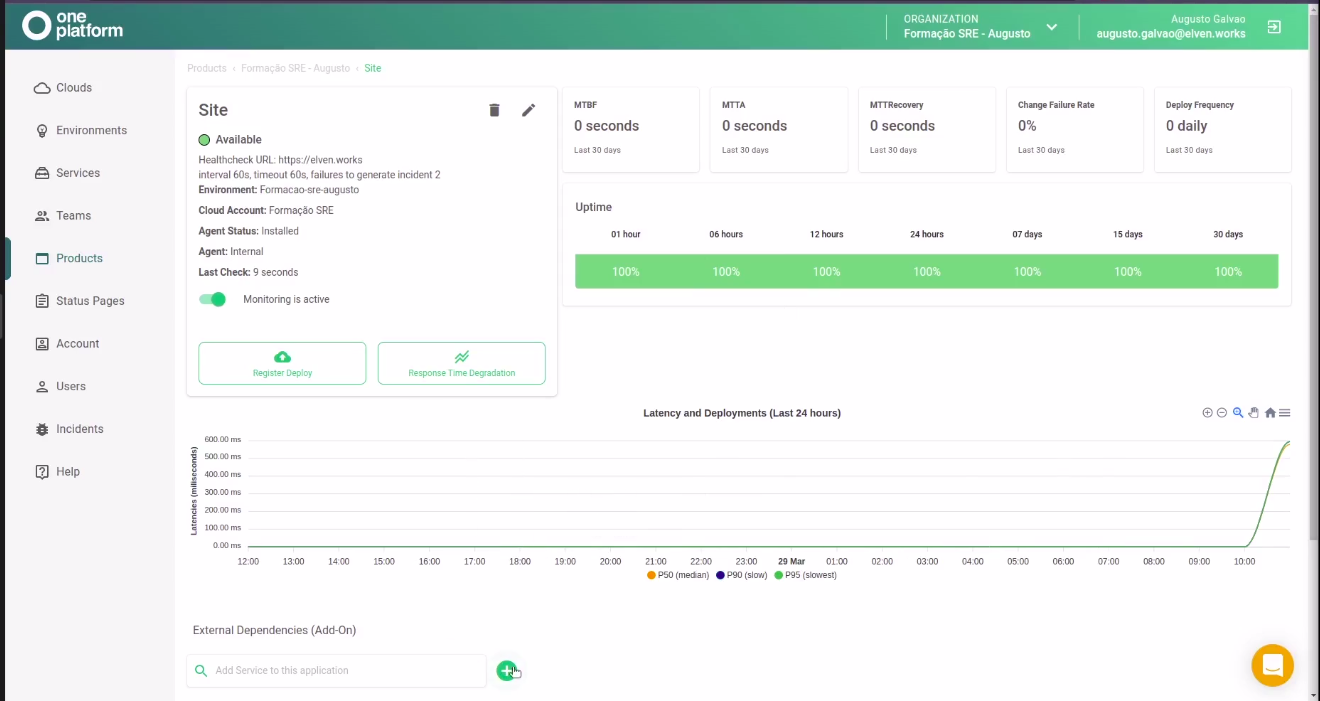 one
platform
ORGANIZATION
Formação SRE - Augusto
Augusto Galvao
augusto.galvao@elven.works
Clouds
Environments
Services
Teams
Products
Status Pages
Account
Users
Incidents
Help
Products ‹ Formação SRE - Augusto ‹ Site
Site
Available
Healthcheck URL: https://elven.works
interval 60s, timeout 60s, failures to generate incident 2
Environment: Formacao-sre-augusto
Cloud Account: Formação SRE
Agent Status: Installed
Agent: Internal
Last Check: 9 seconds
Monitoring is active
Register Deploy
Response Time Degradation
MTBF
0 seconds
Last 30 days
MTTA
0 seconds
Last 30 days
MTTRecovery
0 seconds
Last 30 days
Change Failure Rate
0%
Last 30 days
Deploy Frequency
0 daily
Last 30 days
Uptime
01 hour 06 hours 12 hours 24 hours 07 days 15 days 30 days
100% 100% 100% 100% 100% 100% 100%
Latency and Deployments (Last 24 hours)
Latencies (miliseconds)
600.00 ms
500.00 ms
400.00 ms
300.00 ms
200.00 ms
100.00 ms
0.00 ms
12:00 13:00 14:00 15:00 16:00 17:00 18:00 19:00 20:00 21:00 22:00 23:00 29 Mar 01:00 02:00 03:00 04:00 05:00 06:00 07:00 08:00 09:00 10:00
P50 (median) P90 (slow) P95 (slowest)
External Dependencies (Add-On)
Add Service to this application